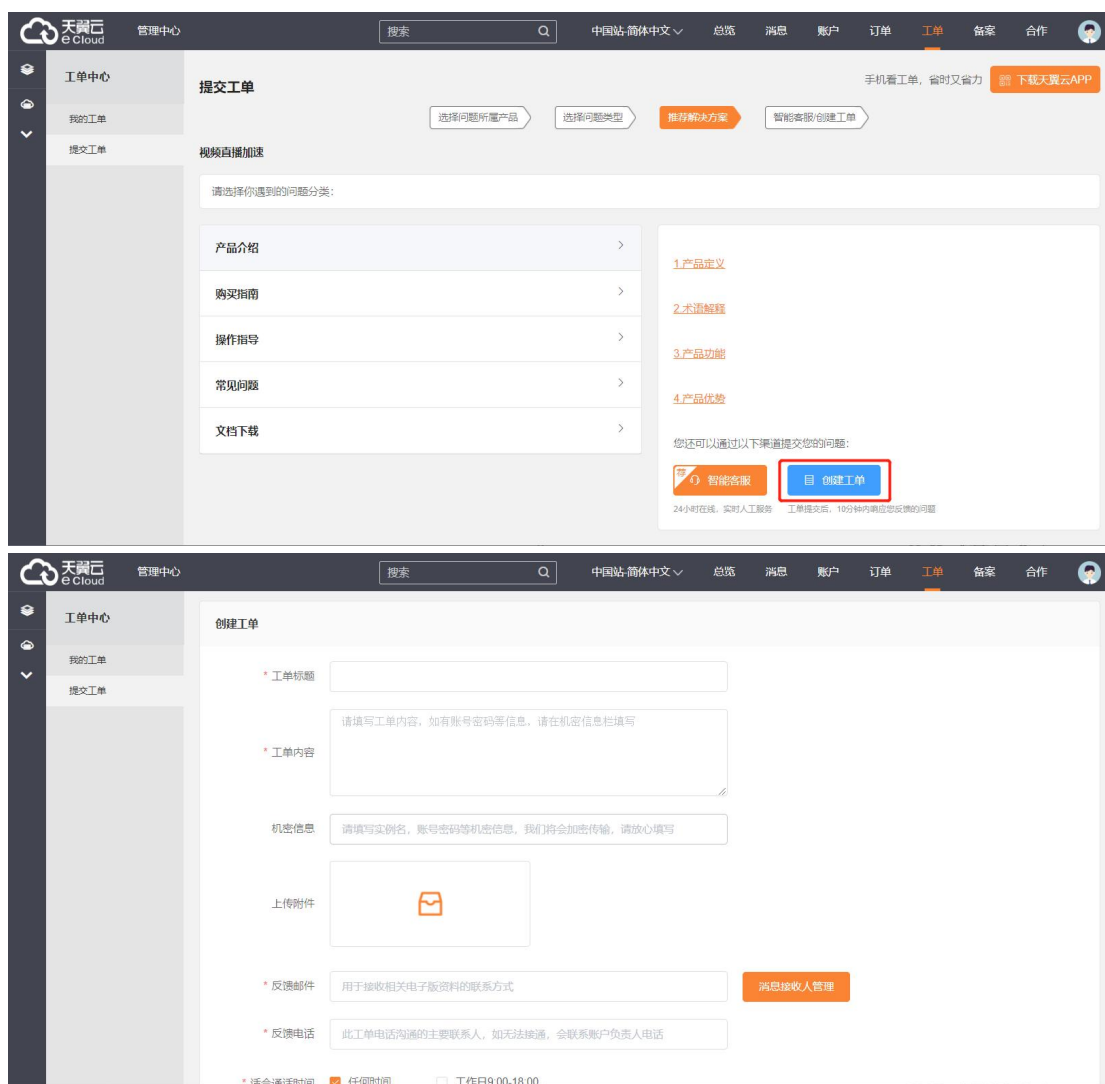 天翼云
e Cloud
管理中心
搜索
中国站-简体中文
总览
消息
账户
订单
工单
备案
合作
工单中心
我的工单
提交工单
提交工单
手机看工单，省时又省力
下载天翼云APP
选择问题所属产品
选择问题类型
推荐解决方案
智能客服/创建工单
视频直播加速
请选择你遇到的问题分类：
产品介绍
购买指南
操作指导
常见问题
文档下载
1.产品定义
2.术语解释
3.产品功能
4.产品优势
您还可以通过以下渠道提交您的问题：
荐
智能客服
创建工单
24小时在线，实时人工服务
工单提交后，10分钟内响应您反馈的问题
天翼云
e Cloud
管理中心
搜索
中国站-简体中文
总览
消息
账户
订单
工单
备案
合作
工单中心
我的工单
提交工单
创建工单
* 工单标题
* 工单内容
请填写工单内容，如有账号密码等信息，请在机密信息栏填写
机密信息
请填写实例名，账号密码等机密信息，我们将会加密传输，请放心填写
上传附件
* 反馈邮件
用于接收相关电子版资料的联系方式
消息接收人管理
* 反馈电话
此工单电话沟通的主要联系人，如无法接通，会联系账户负责人电话
* 适合通话时间
任何时间
工作日9:00-18:00